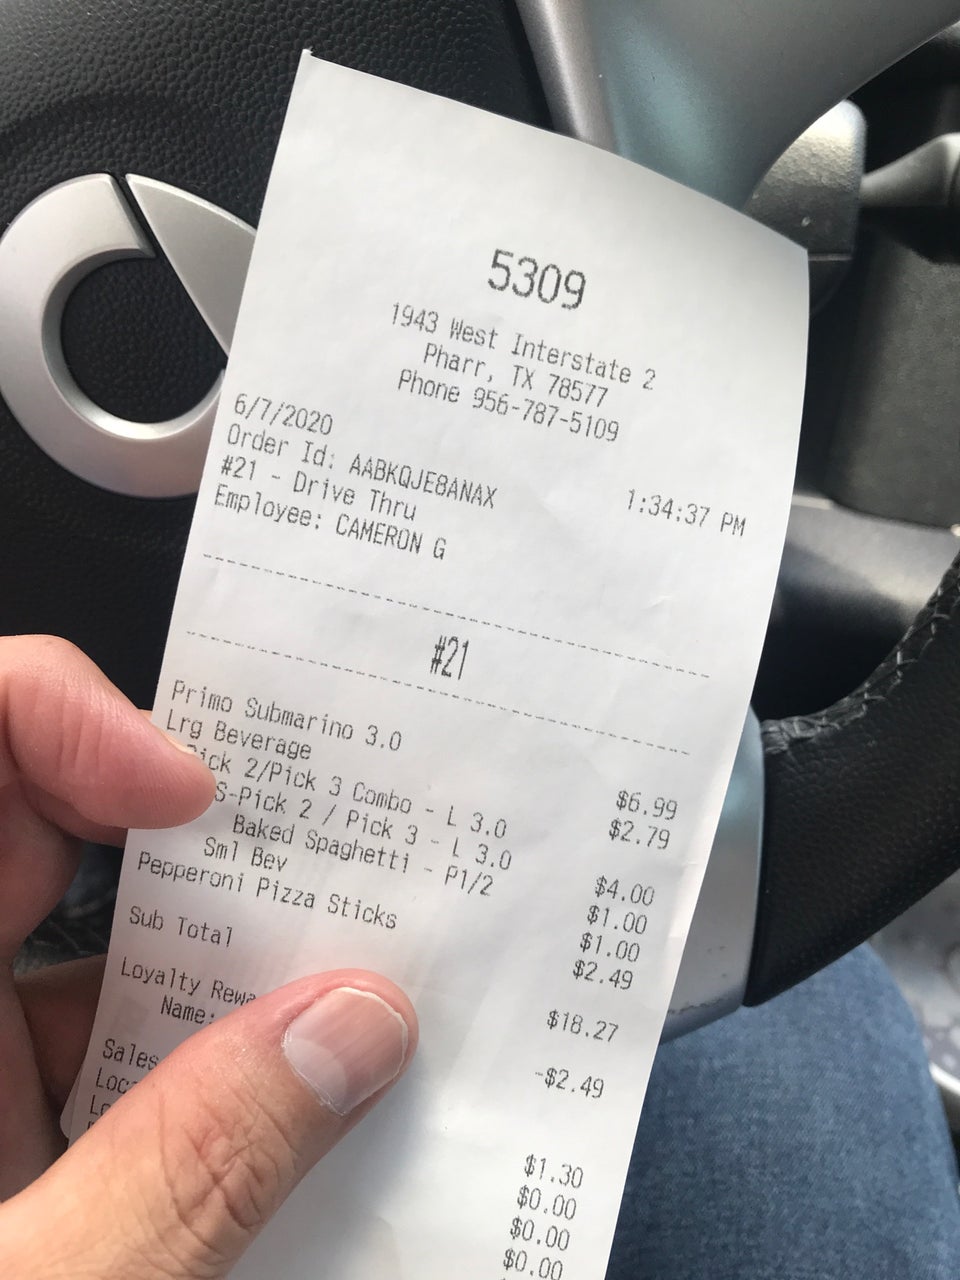 5309
1943 West Interstate 2
Pharr, TX 78577
Phone 956-787-5109
6/7/2020 1:34:37 PM
Order Id: AABKQJE8ANAX
#21 - Drive Thru
Employee: CAMERON G
#21
Primo Submarino 3.0 $6.99
Lrg Beverage $2.79
Pick 2/Pick 3 Combo - L 3.0
S-Pick 2 / Pick 3 - L 3.0 $4.00
Baked Spaghetti - P1/2 $1.00
Sml Bev $1.00
Pepperoni Pizza Sticks $2.49
Sub Total $18.27
Loyalty -$2.49
Name:
Sales $1.30
$0.00
$0.00
$0.00